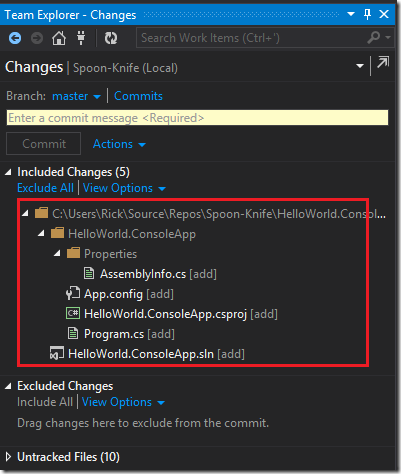 Team Explorer - Changes
Search Work Items (Ctrl+')
Changes | Spoon-Knife (Local)
Branch: master Commits
Enter a commit message <Required>
Commit Actions
Included Changes (5)
Exclude All | View Options
C:\Users\Rick\Source\Repos\Spoon-Knife\HelloWorld.Consol...
HelloWorld.ConsoleApp
Properties
AssemblyInfo.cs [add]
App.config [add]
C# HelloWorld.ConsoleApp.csproj [add]
Program.cs [add]
HelloWorld.ConsoleApp.sln [add]
Excluded Changes
Include All | View Options
Drag changes here to exclude from the commit.
Untracked Files (10)